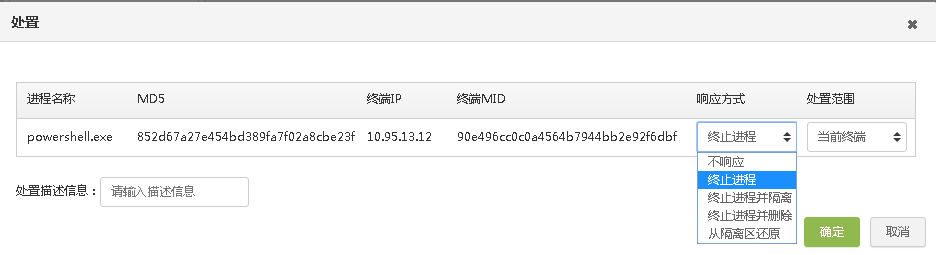 处置
进程名称 MD5 终端IP 终端MID 响应方式 处置范围
powershell.exe 852d67a27e454bd389fa7f02a8cbe23f 10.95.13.12 90e496cc0c0a4564b7944bb2e92f6dbf 终止进程 当前终端
不响应
终止进程
终止进程并隔离
终止进程并删除
从隔离区还原
处置描述信息： 请输入描述信息
确定 取消